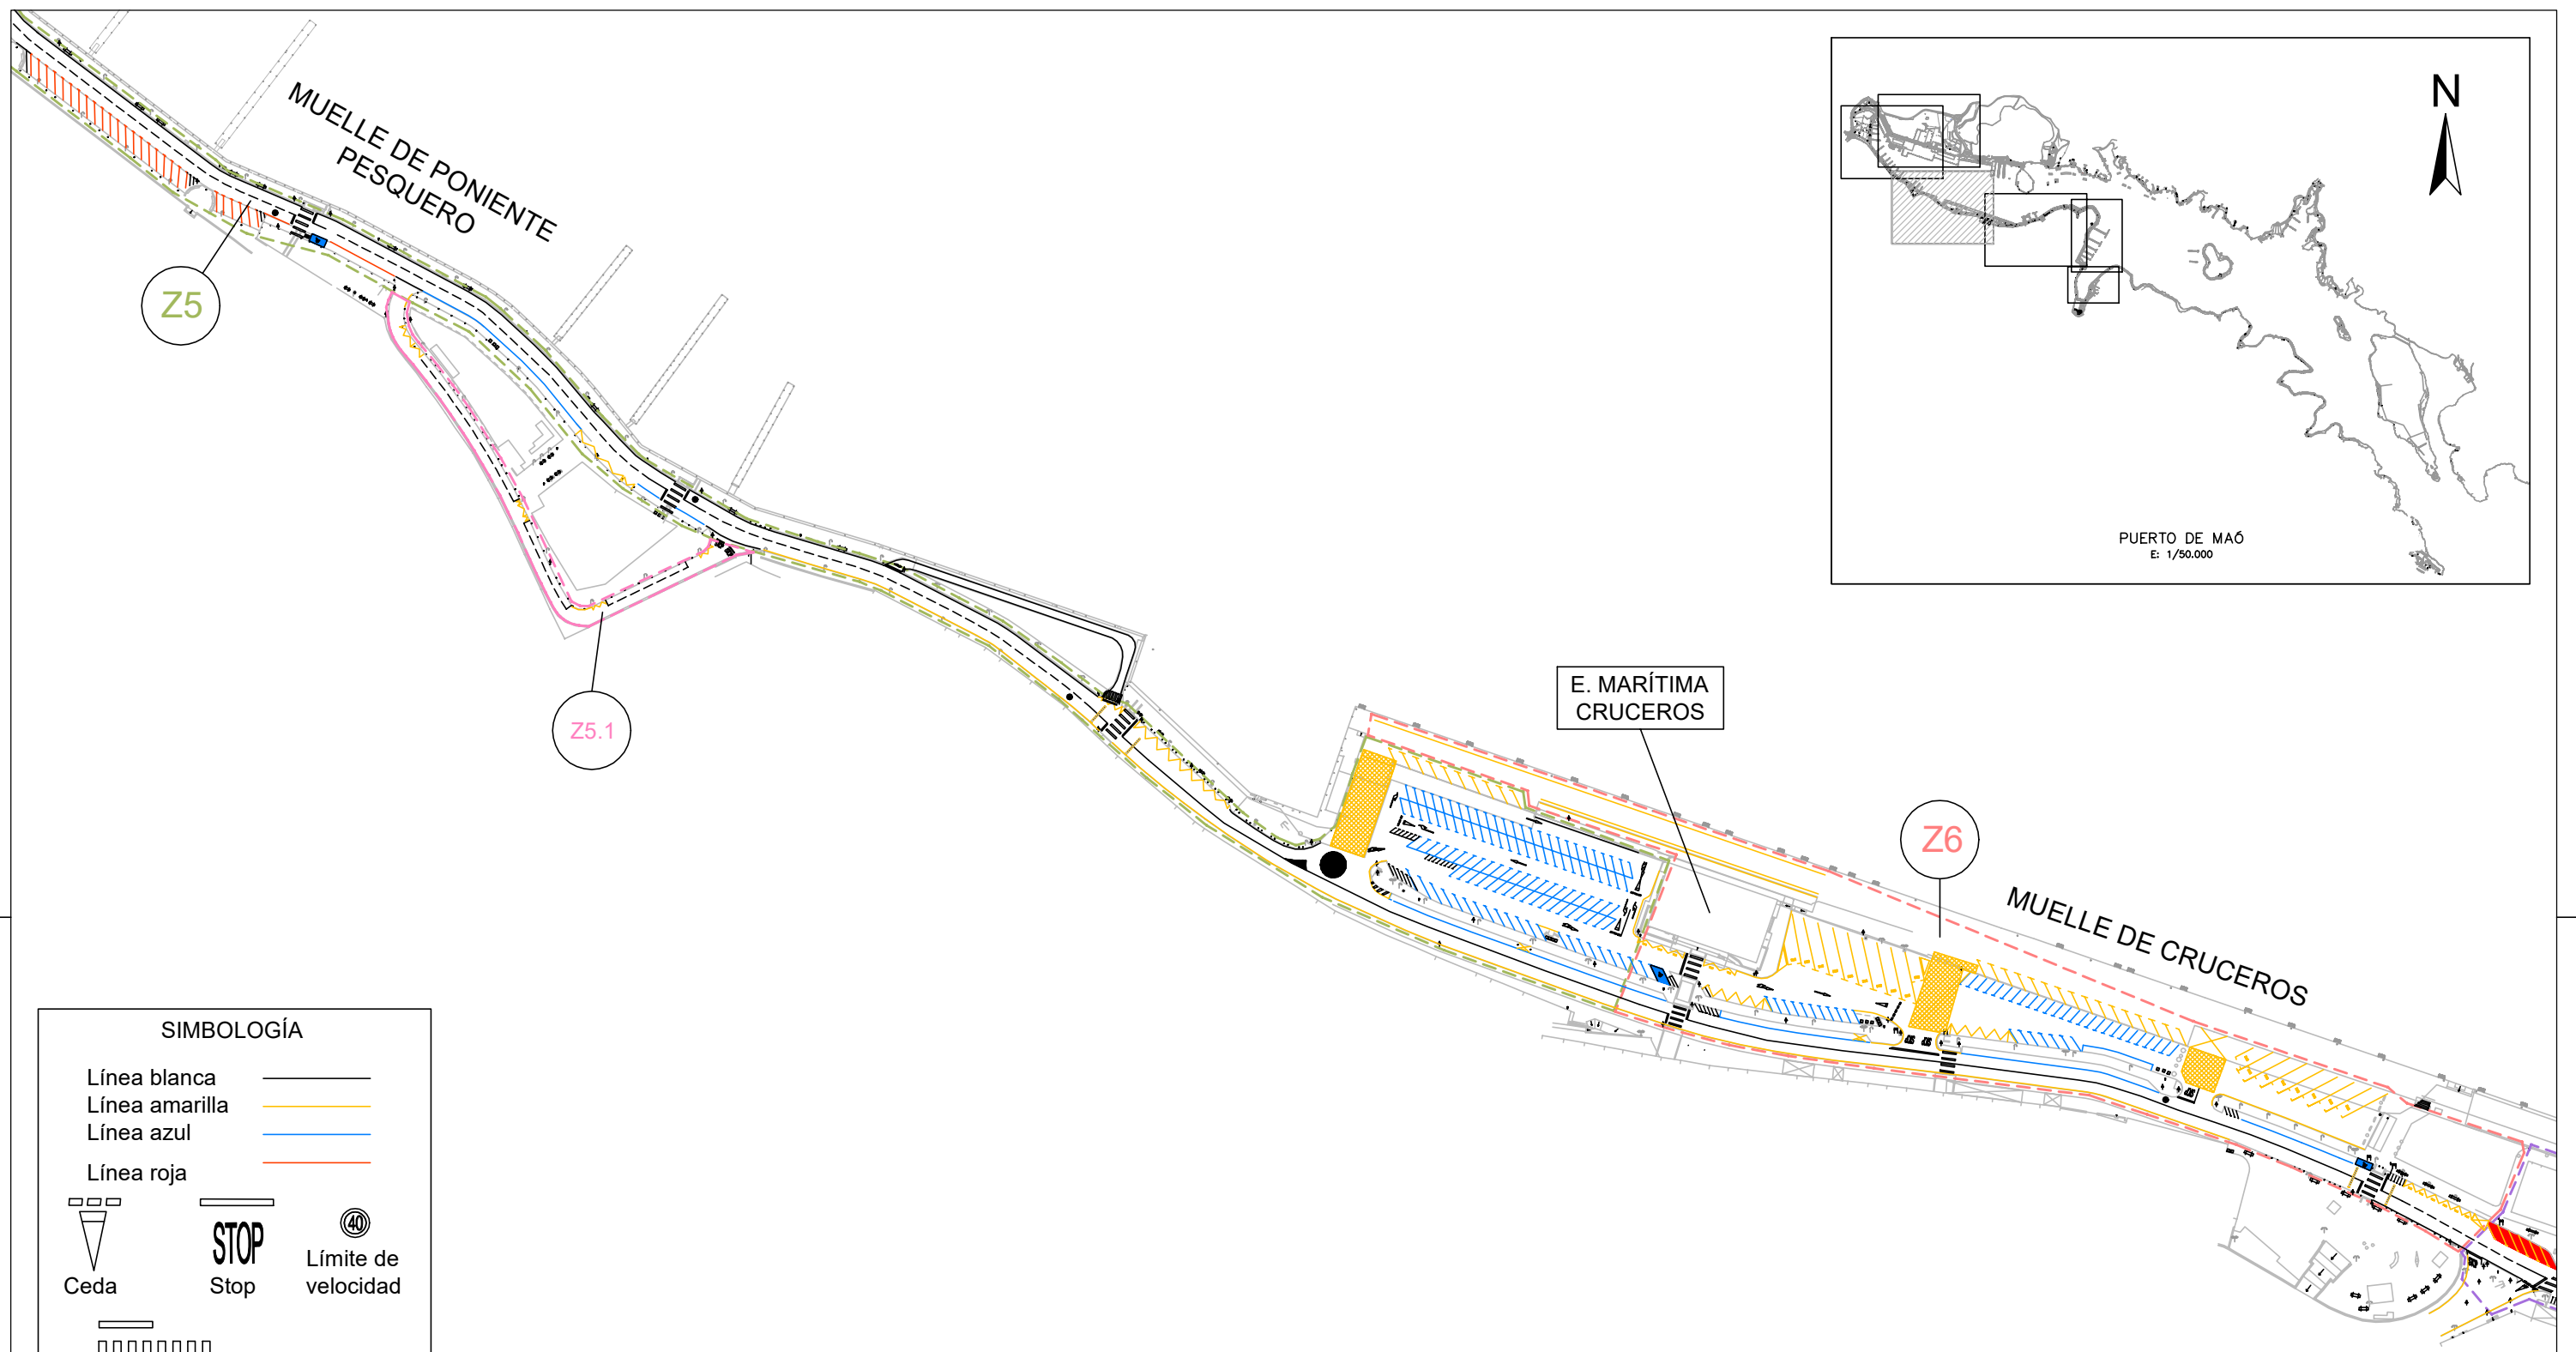 MUELLE DE PONIENTE
PESQUERO
N
Z5
PUERTO DE MAÓ
E: 1/50.000
Z5.1
E. MARÍTIMA
CRUCEROS
Z6
MUELLE DE CRUCEROS
SIMBOLOGÍA
Línea blanca
Línea amarilla
Línea azul
Línea roja
STOP
40
Límite de
velocidad
Ceda
Stop